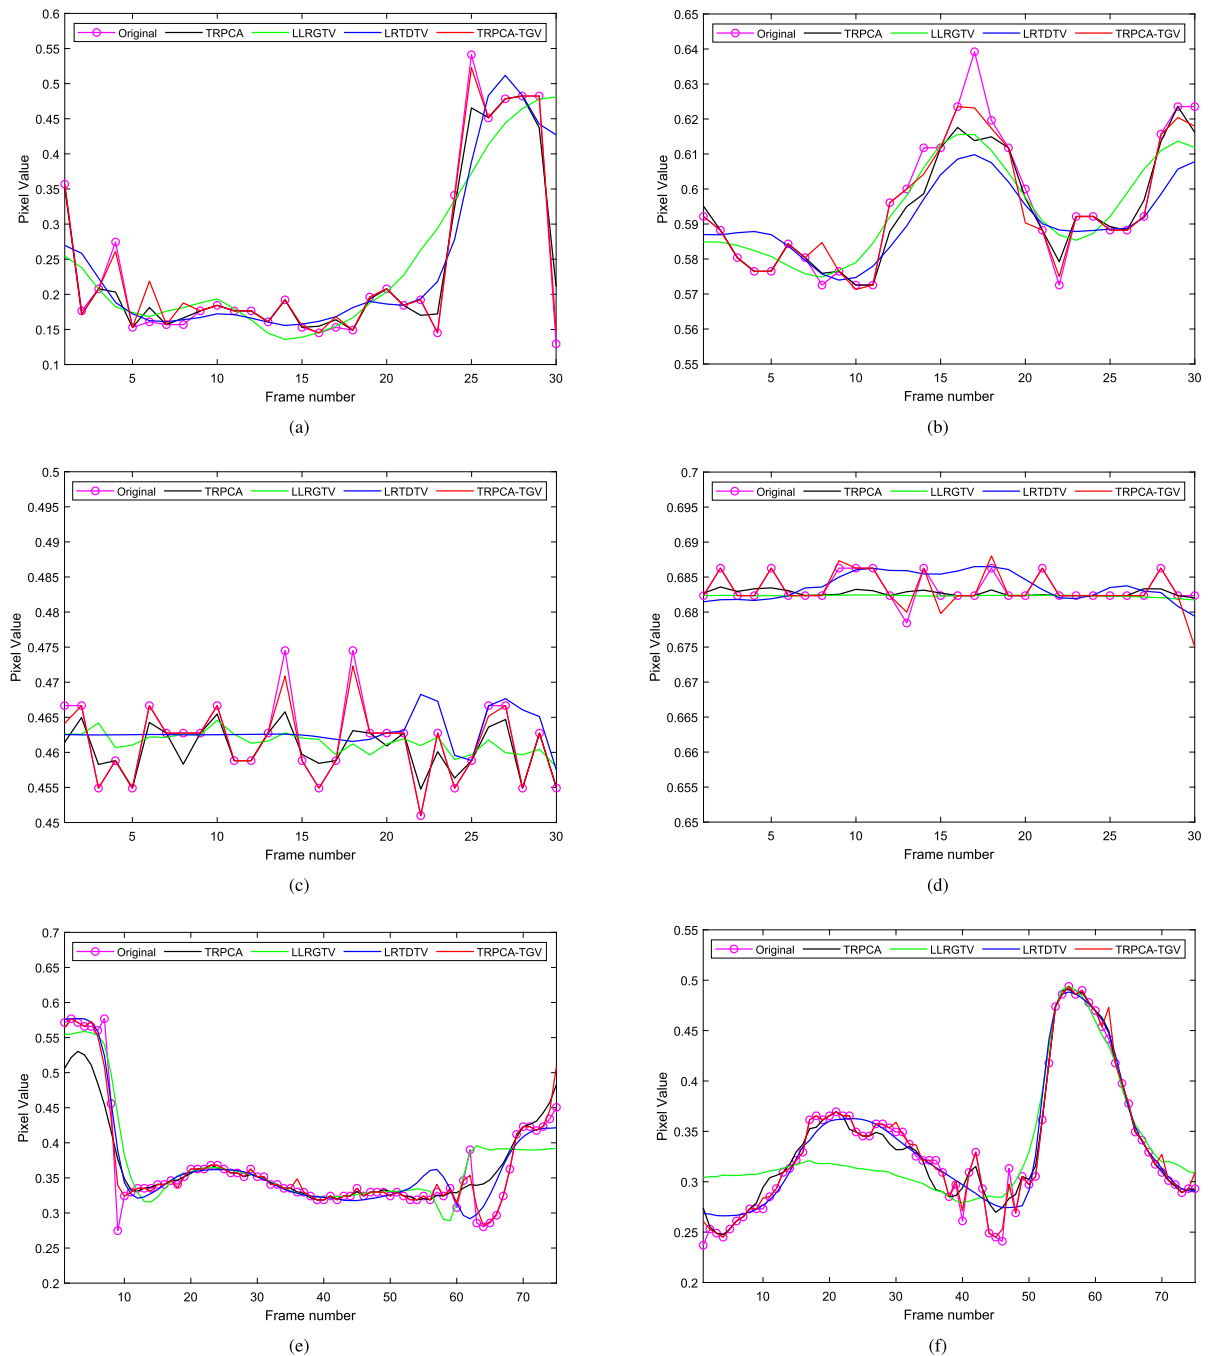 Original TRPCA LLRGTV LRTDTV TRPCA-TGV
Pixel Value
0.6
0.55
0.5
0.45
0.4
0.35
0.3
0.25
0.2
0.15
0.1
5 10 15 20 25 30
Frame number
(a)
Original TRPCA LLRGTV LRTDTV TRPCA-TGV
Pixel Value
0.65
0.64
0.63
0.62
0.61
0.6
0.59
0.58
0.57
0.56
0.55
5 10 15 20 25 30
Frame number
(b)
Original TRPCA LLRGTV LRTDTV TRPCA-TGV
Pixel Value
0.5
0.495
0.49
0.485
0.48
0.475
0.47
0.465
0.46
0.455
0.45
5 10 15 20 25 30
Frame number
(c)
Original TRPCA LLRGTV LRTDTV TRPCA-TGV
Pixel Value
0.7
0.695
0.69
0.685
0.68
0.675
0.67
0.665
0.66
0.655
0.65
5 10 15 20 25 30
Frame number
(d)
Original TRPCA LLRGTV LRTDTV TRPCA-TGV
Pixel Value
0.7
0.65
0.6
0.55
0.5
0.45
0.4
0.35
0.3
0.25
0.2
10 20 30 40 50 60 70
Frame number
(e)
Original TRPCA LLRGTV LRTDTV TRPCA-TGV
Pixel Value
0.55
0.5
0.45
0.4
0.35
0.3
0.25
0.2
10 20 30 40 50 60 70
Frame number
(f)